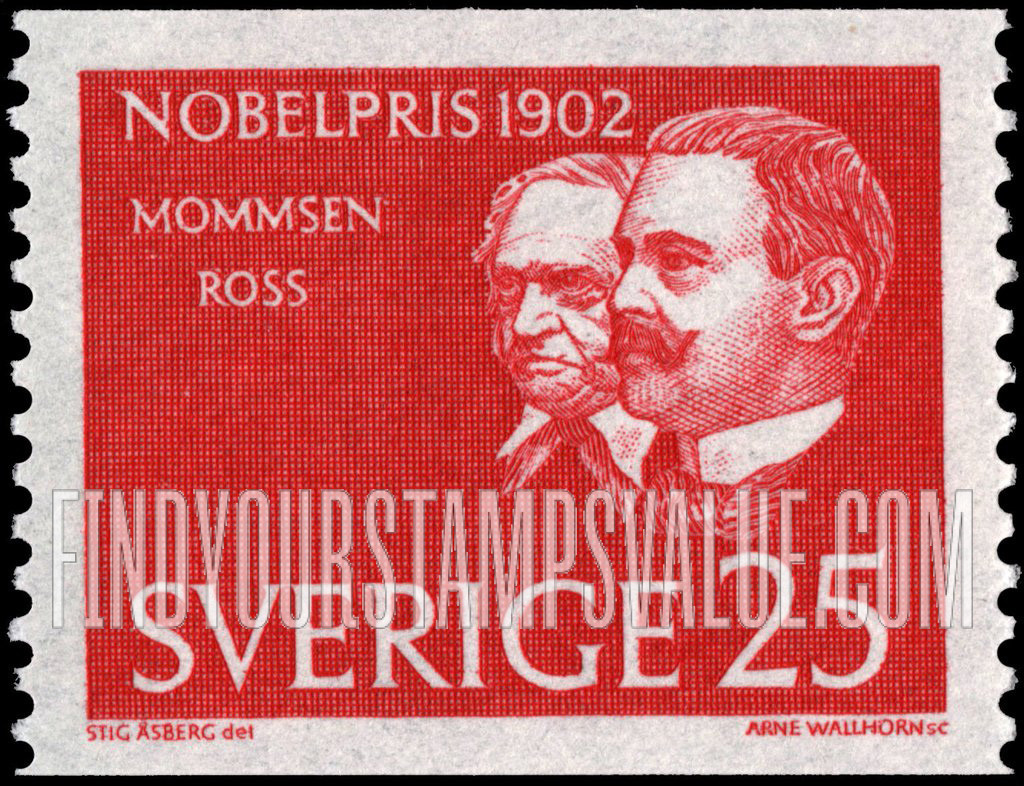 NOBELPRIS 1902
MOMMSEN
ROSS
FINDYOURSTAMPSVALUE.COM
SVERIGE 25
STIG ÅSBERG del
ARNE WALLHORN sc